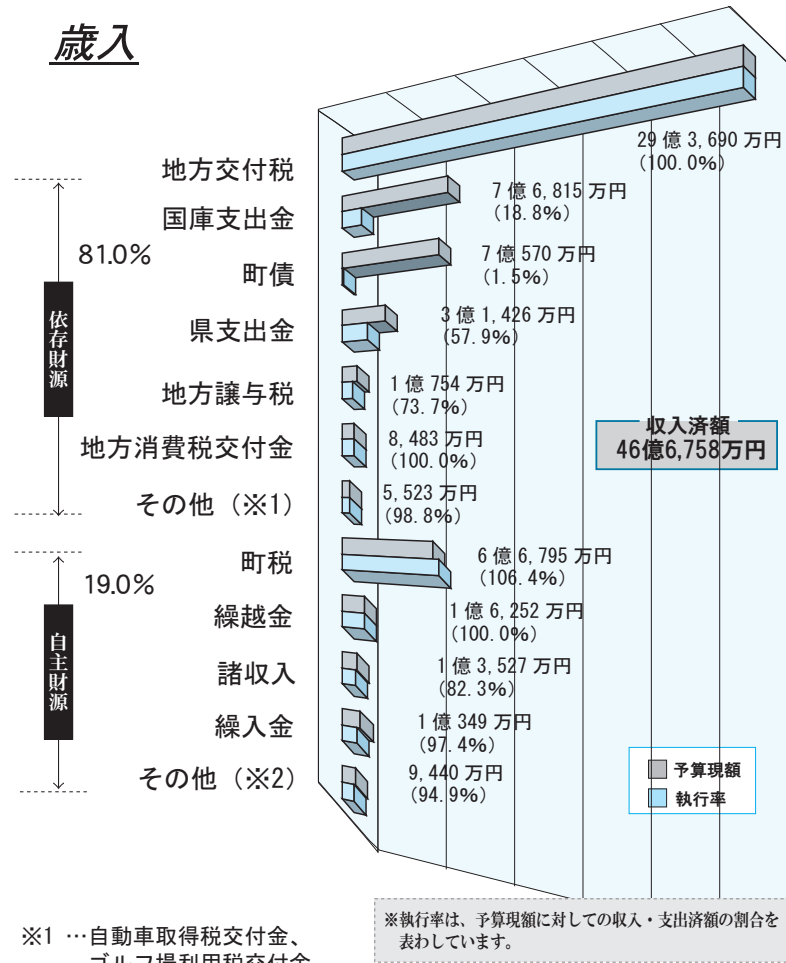 歳入
地方交付税
29 億 3,690 万円
(100.0%)
国庫支出金
7 億 6,815 万円
(18.8%)
81.0%
町債
7 億 570 万円
(1.5%)
依存財源
県支出金
3 億 1,426 万円
(57.9%)
地方譲与税
1 億 754 万円
(73.7%)
地方消費税交付金
8,483 万円
(100.0%)
収入済額
46億6,758万円
その他（※1）
5,523 万円
(98.8%)
町税
6 億 6,795 万円
(106.4%)
19.0%
繰越金
1 億 6,252 万円
(100.0%)
自主財源
諸収入
1 億 3,527 万円
(82.3%)
繰入金
1 億 349 万円
(97.4%)
その他（※2）
9,440 万円
(94.9%)
予算現額
執行率
※執行率は、予算現額に対しての収入・支出済額の割合を
表わしています。
※1 …自動車取得税交付金、
ゴルフ場利用税交付金